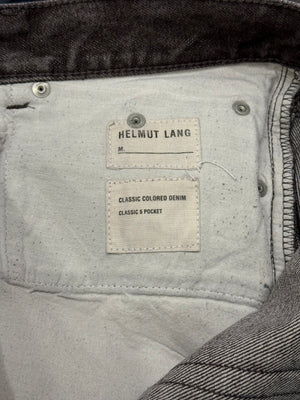 HELMUT LANG
M.
CLASSIC COLORED DENIM
CLASSIC 5 POCKET